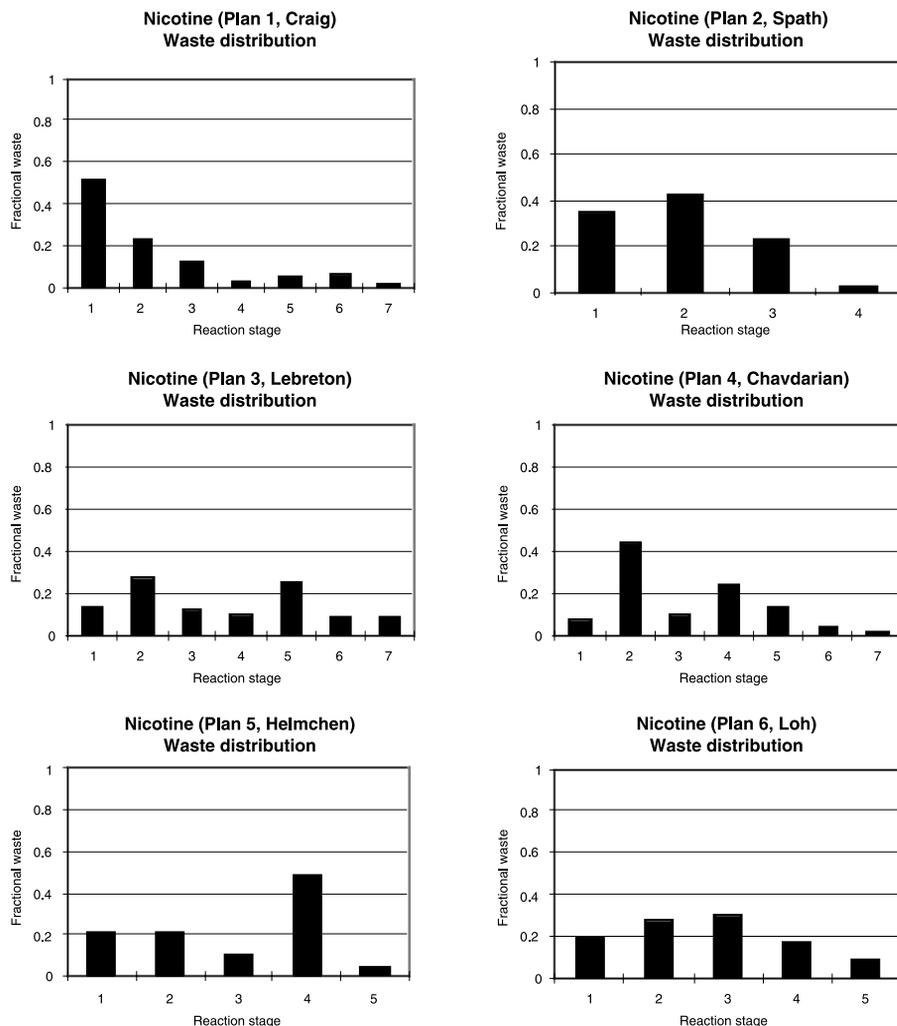 Nicotine (Plan 1, Craig)
Waste distribution
1
0.8
0.6
0.4
0.2
0
Fractional waste
1 2 3 4 5 6 7
Reaction stage
Nicotine (Plan 2, Spath)
Waste distribution
1
0.8
0.6
0.4
0.2
0
Fractional waste
1 2 3 4
Reaction stage
Nicotine (Plan 3, Lebreton)
Waste distribution
1
0.8
0.6
0.4
0.2
0
Fractional waste
1 2 3 4 5 6 7
Reaction stage
Nicotine (Plan 4, Chavdarian)
Waste distribution
1
0.8
0.6
0.4
0.2
0
Fractional waste
1 2 3 4 5 6 7
Reaction stage
Nicotine (Plan 5, Helmchen)
Waste distribution
1
0.8
0.6
0.4
0.2
0
Fractional waste
1 2 3 4 5
Reaction stage
Nicotine (Plan 6, Loh)
Waste distribution
1
0.8
0.6
0.4
0.2
0
Fractional waste
1 2 3 4 5
Reaction stage